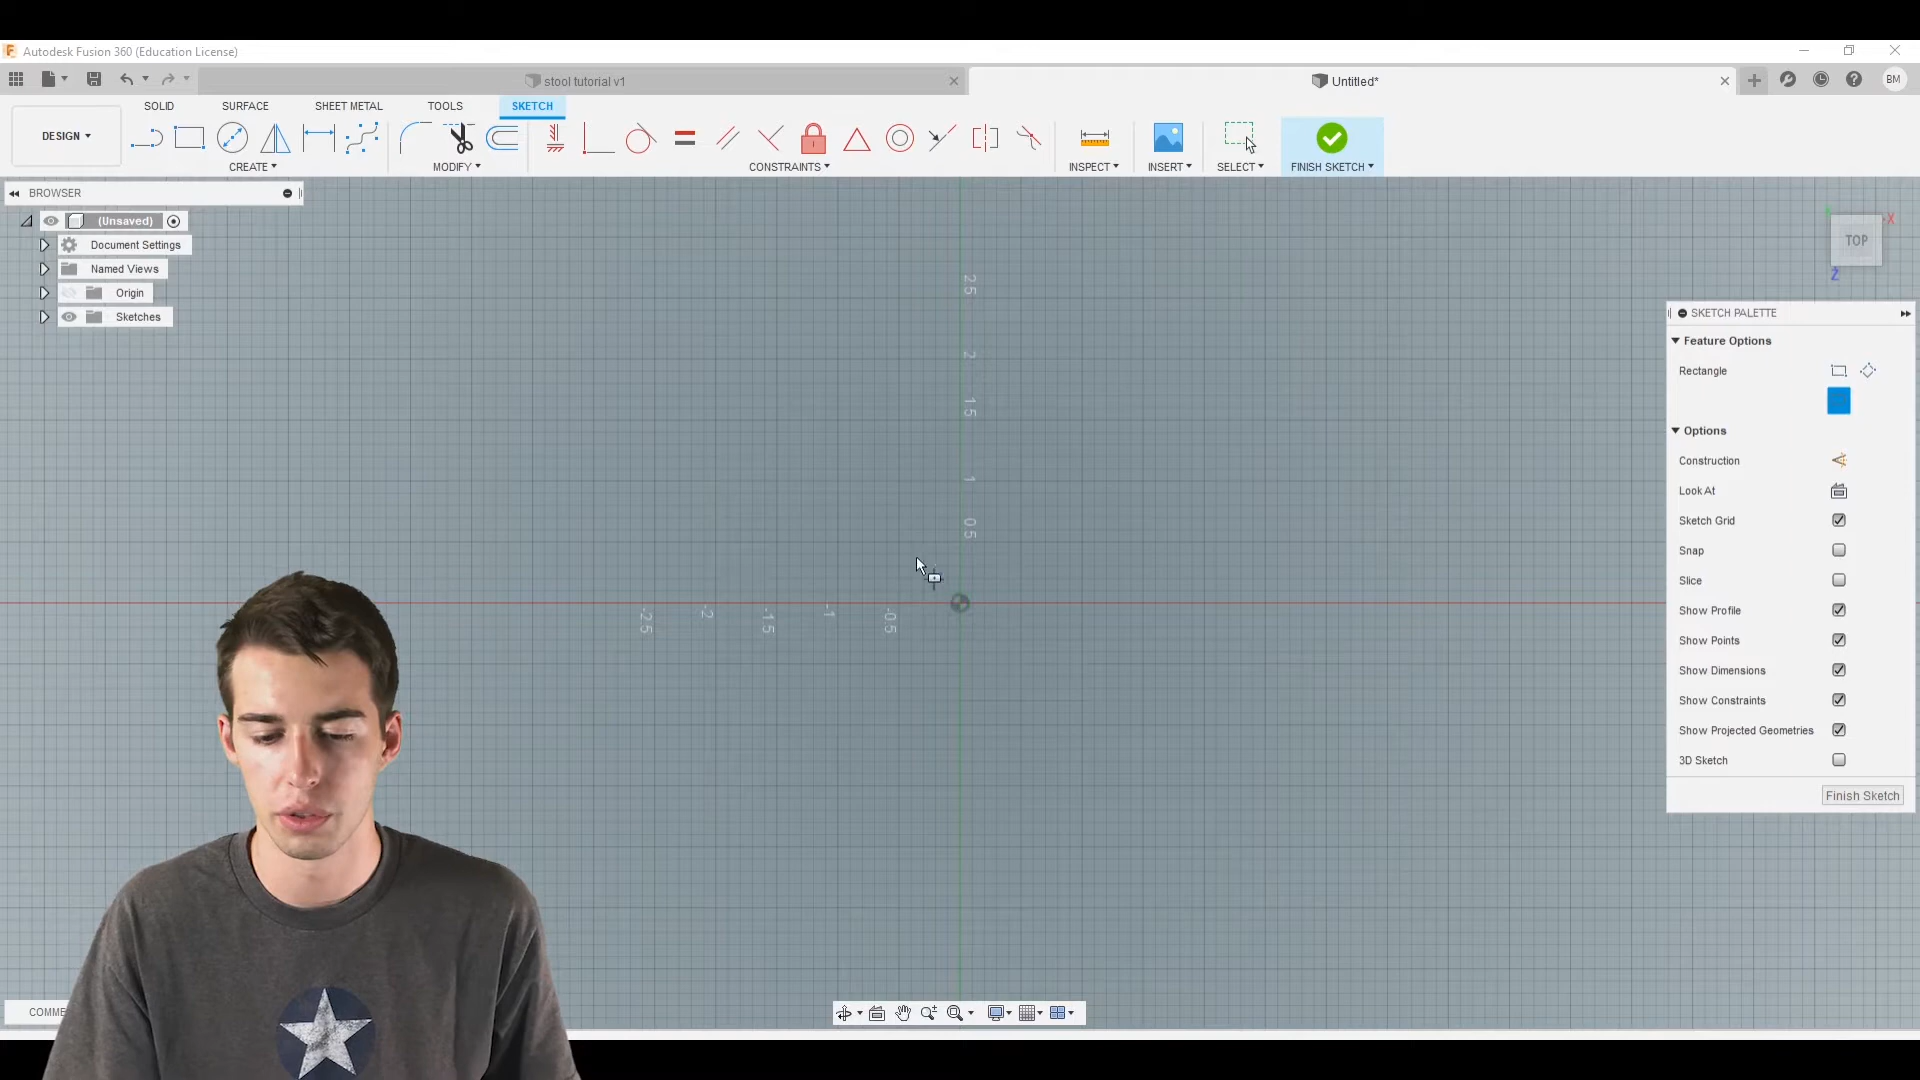 Autodesk Fusion 360 (Education License)
stool tutorial v1
Untitled*
BM
SOLID SURFACE SHEET METAL TOOLS SKETCH
DESIGN
CREATE MODIFY CONSTRAINTS INSPECT INSERT SELECT FINISH SKETCH
BROWSER
(Unsaved)
Document Settings
Named Views
Origin
Sketches
2.5
2
1.5
1
0.5
-2.5 -2 -1.5 -1 -0.5
X
TOP
Z
SKETCH PALETTE
Feature Options
Rectangle
Options
Construction
Look At
Sketch Grid
Snap
Slice
Show Profile
Show Points
Show Dimensions
Show Constraints
Show Projected Geometries
3D Sketch
Finish Sketch
COMME